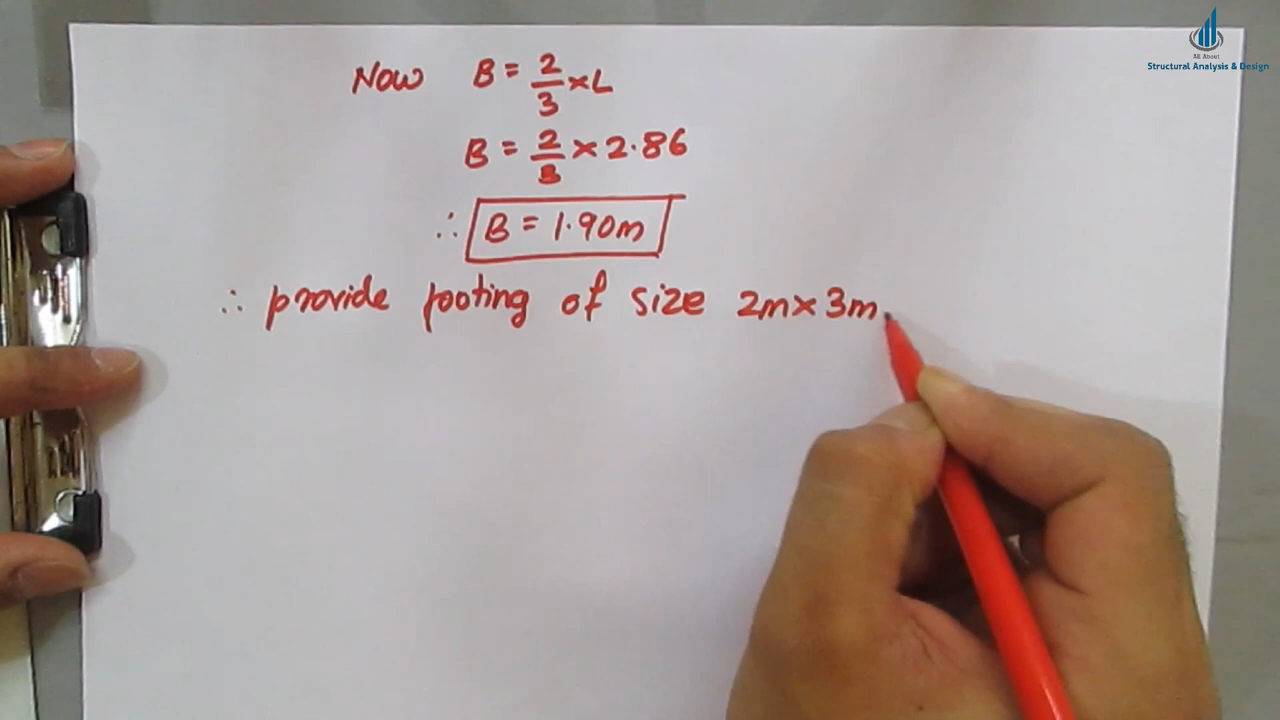 All About
Structural Analysis & Design
Now B = 2/3 × L
B = 2/3 × 2.86
∴ B = 1.90m
∴ provide footing of size 2m × 3m